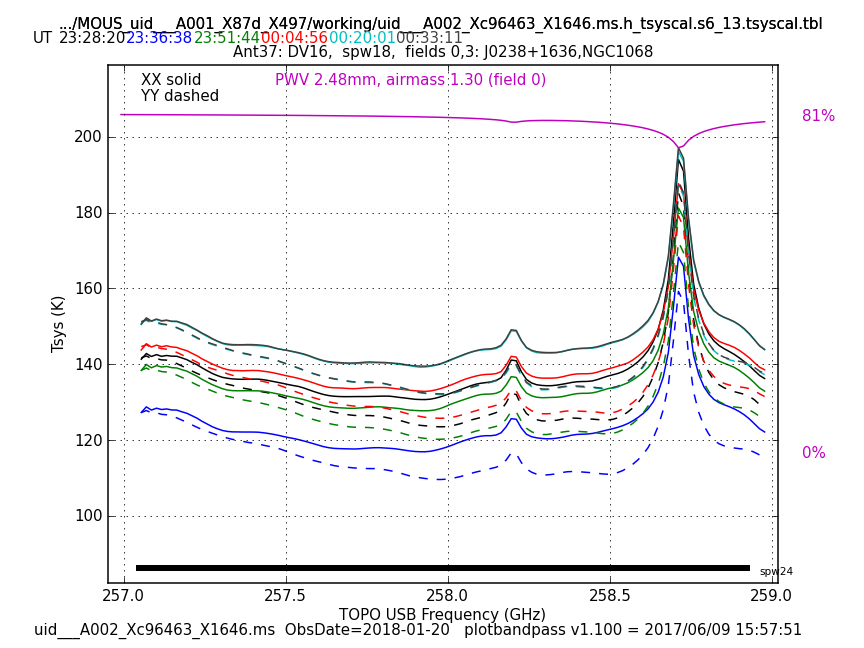 .../MOUS_uid___A001_X87d_X497/working/uid___A002_Xc96463_X1646.ms.h_tsyscal.s6_13.tsyscal.tbl
UT 23:28:20 23:36:38 23:51:44 00:04:56 00:20:01 00:33:11
Ant37: DV16,  spw18,  fields 0,3: J0238+1636,NGC1068
XX solid
PWV 2.48mm, airmass 1.30 (field 0)
YY dashed
81%
0%
200
180
160
140
120
100
Tsys (K)
spw24
257.0 257.5 258.0 258.5 259.0
TOPO USB Frequency (GHz)
uid___A002_Xc96463_X1646.ms  ObsDate=2018-01-20   plotbandpass v1.100 = 2017/06/09 15:57:51